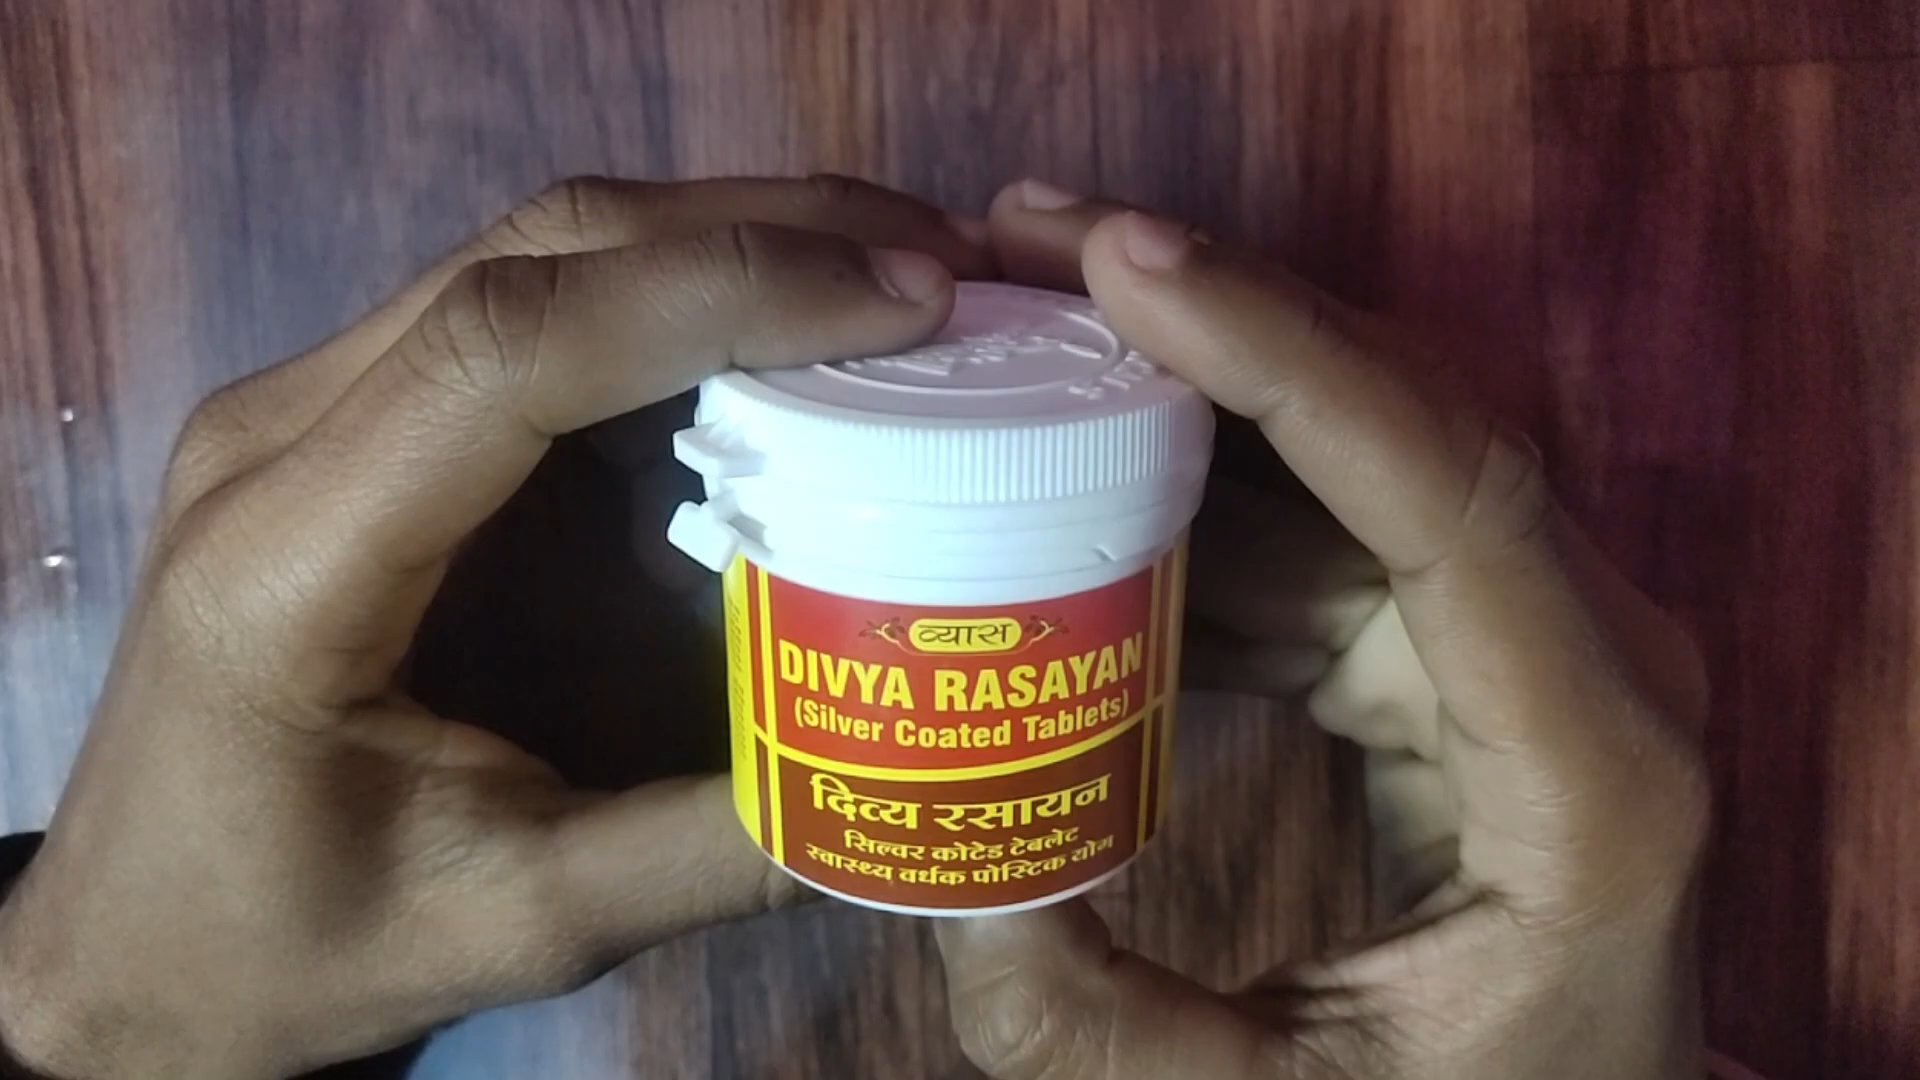 व्यास
DIVYA RASAYAN
(Silver Coated Tablets)
दिव्य रसायन
सिल्वर कोटेड टेबलेट
स्वास्थ्य वर्धक पोस्टिक योग